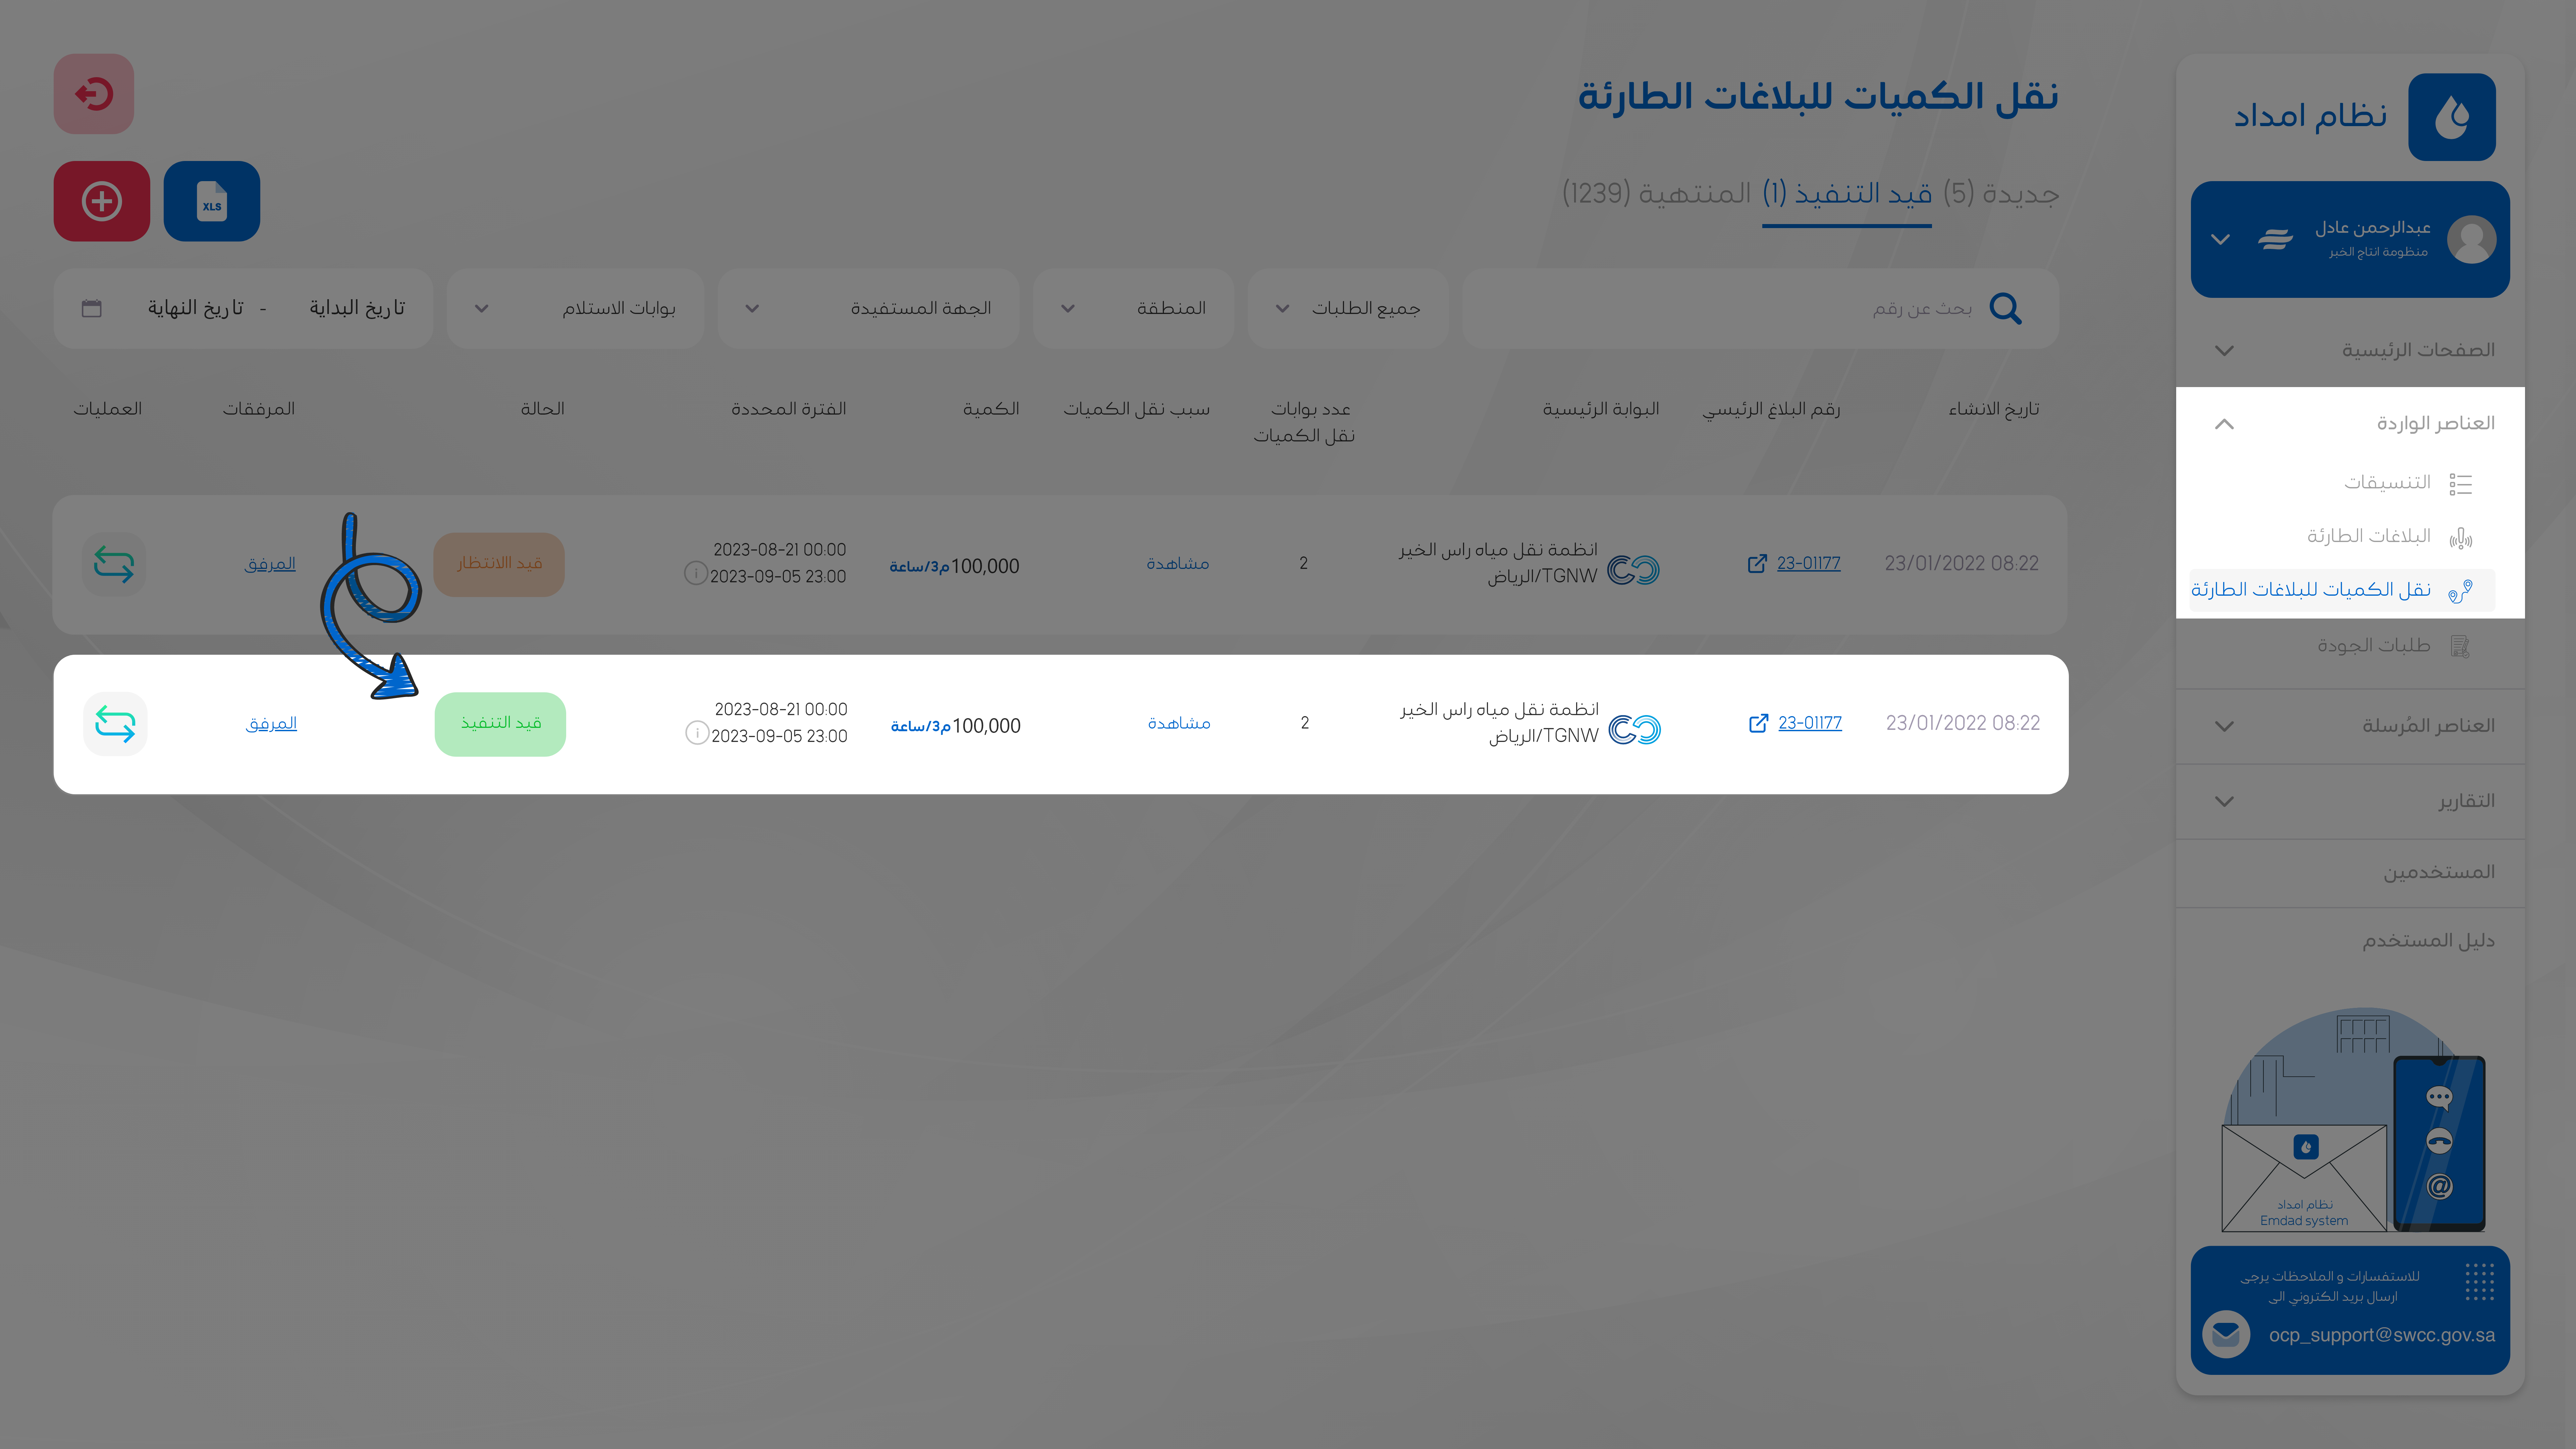 نظام امداد
عبدالرحمن عادل
منظومة انتاج الخبر
الصفحات الرئيسية
العناصر الواردة
التنسيقات
البلاغات الطارئة
نقل الكميات للبلاغات الطارئة
طلبات الجودة
العناصر المُرسلة
التقارير
المستخدمين
دليل المستخدم
نظام امداد
Emdad system
للاستفسارات و الملاحظات يرجى
ارسال بريد الكتروني الى
ocp_support@swcc.gov.sa
نقل الكميات للبلاغات الطارئة
جديدة (5) قيد التنفيذ (1) المنتهية (1239)
XLS
بحث عن رقم
جميع الطلبات
المنطقة
الجهة المستفيدة
بوابات الاستلام
تاريخ البداية - تاريخ النهاية
تاريخ الانشاء
رقم البلاغ الرئيسي
البوابة الرئيسية
عدد بوابات
نقل الكميات
سبب نقل الكميات
الكمية
الفترة المحددة
الحالة
المرفقات
العمليات
23/01/2022 08:22
23-01177
انظمة نقل مياه راس الخير
TGNW/الرياض
2
مشاهدة
100,000م3/ساعة
2023-08-21 00:00
2023-09-05 23:00
قيد االانتظار
المرفق
23/01/2022 08:22
23-01177
انظمة نقل مياه راس الخير
TGNW/الرياض
2
مشاهدة
100,000م3/ساعة
2023-08-21 00:00
2023-09-05 23:00
قيد التنفيذ
المرفق